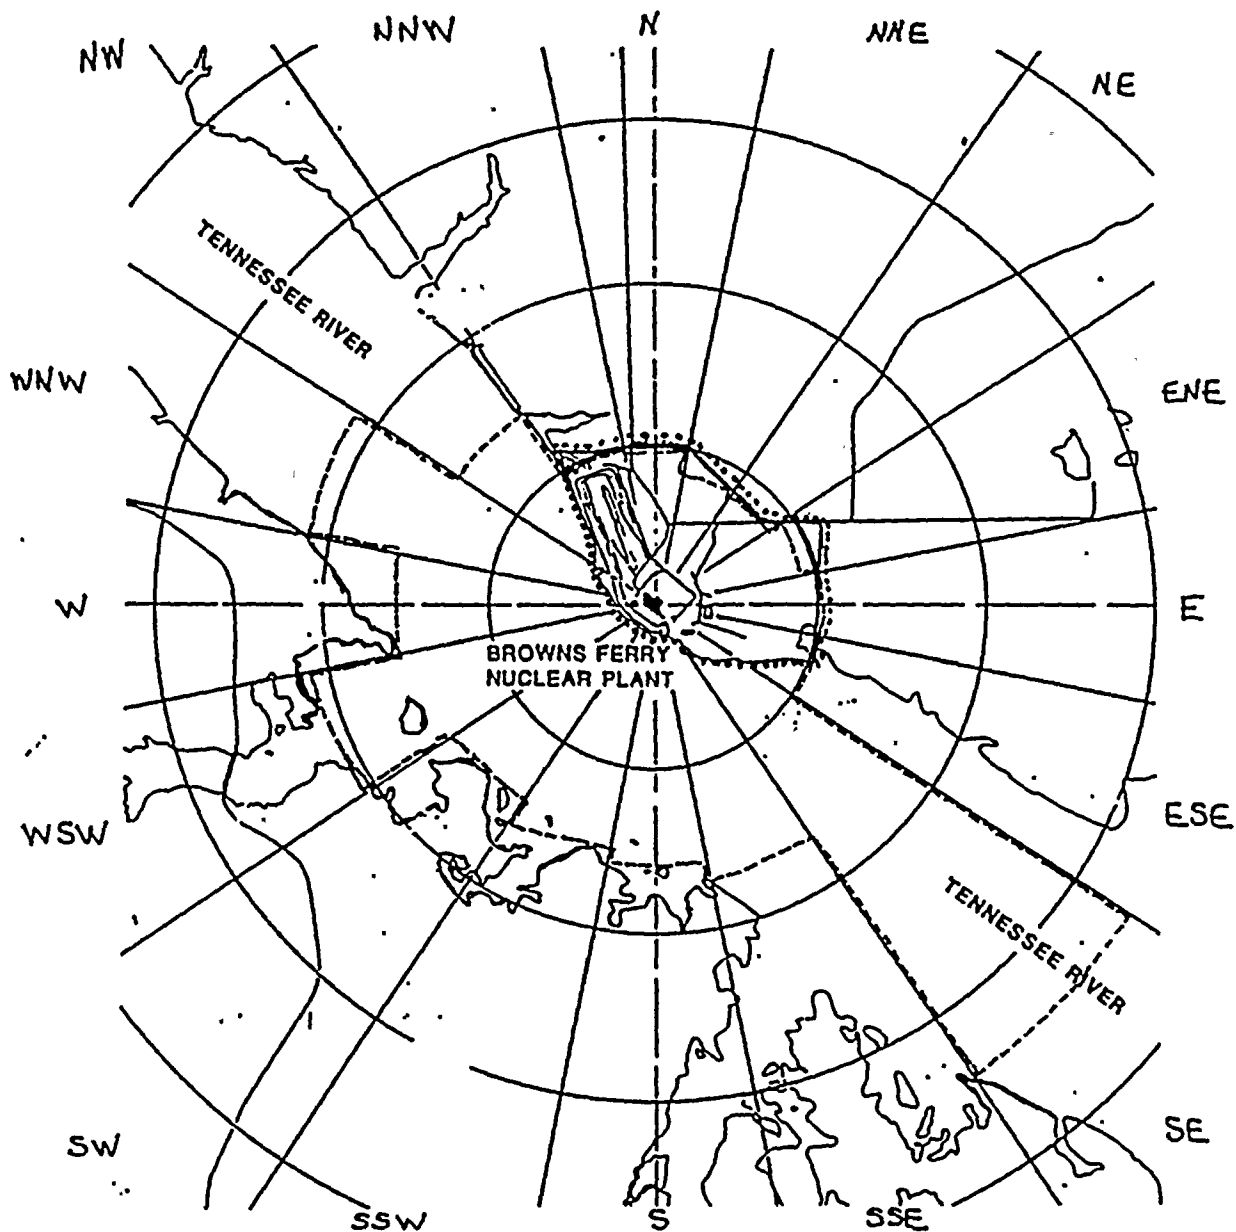 N
NNW
NNE
NW
NE
TENNESSEE RIVER
WNW
ENE
W
E
BROWNS FERRY
NUCLEAR PLANT
WSW
ESE
TENNESSEE RIVER
SW
SE
SSW
S
SSE